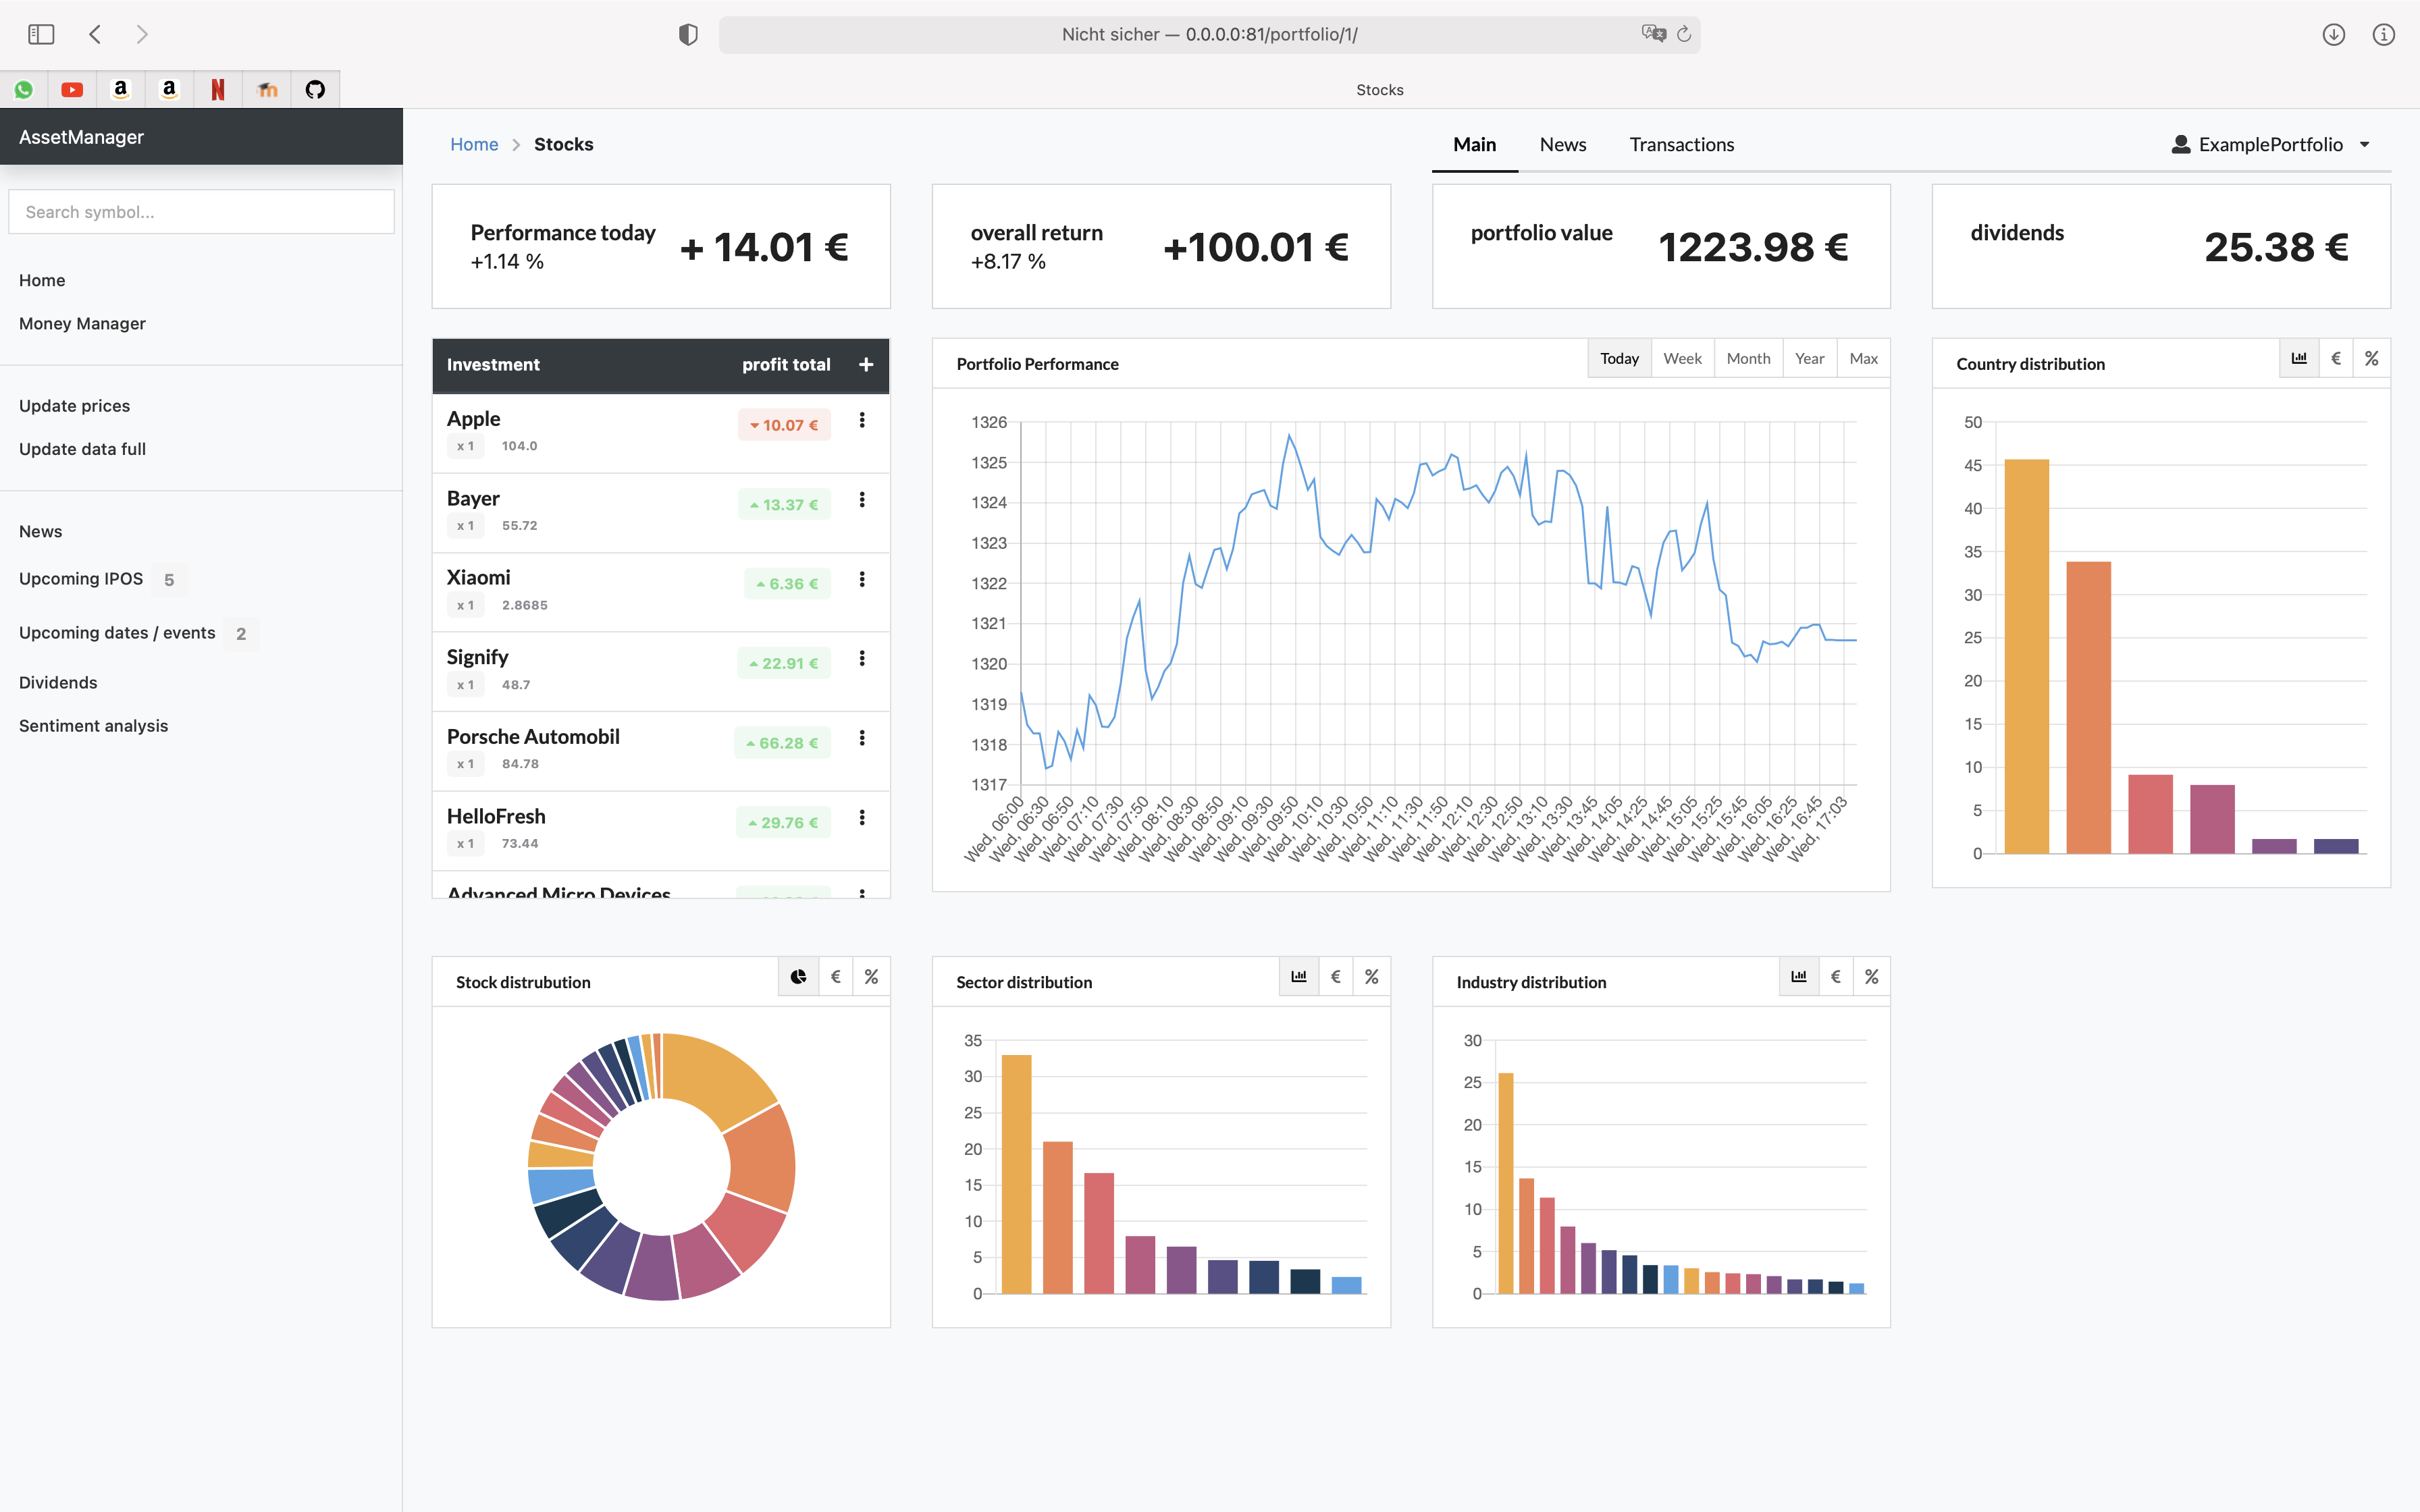 Nicht sicher — 0.0.0.0:81/portfolio/1/
Stocks
AssetManager
Search symbol...
Home
Money Manager
Update prices
Update data full
News
Upcoming IPOS 5
Upcoming dates / events 2
Dividends
Sentiment analysis
Home > Stocks
Main News Transactions
ExamplePortfolio
Performance today
+1.14 %
+ 14.01 €
overall return
+8.17 %
+100.01 €
portfolio value
1223.98 €
dividends
25.38 €
Investment profit total +
Apple 10.07 €
x 1 104.0
Bayer 13.37 €
x 1 55.72
Xiaomi 6.36 €
x 1 2.8685
Signify 22.91 €
x 1 48.7
Porsche Automobil 66.28 €
x 1 84.78
HelloFresh 29.76 €
x 1 73.44
Advanced Micro Devices
Portfolio Performance
Today Week Month Year Max
1326
1325
1324
1323
1322
1321
1320
1319
1318
1317
Wed, 06:00
Wed, 06:30
Wed, 06:50
Wed, 07:10
Wed, 07:30
Wed, 07:50
Wed, 08:10
Wed, 08:30
Wed, 08:50
Wed, 09:10
Wed, 09:30
Wed, 09:50
Wed, 10:10
Wed, 10:30
Wed, 10:50
Wed, 11:10
Wed, 11:30
Wed, 11:50
Wed, 12:10
Wed, 12:30
Wed, 12:50
Wed, 13:10
Wed, 13:30
Wed, 13:45
Wed, 14:05
Wed, 14:25
Wed, 14:45
Wed, 15:05
Wed, 15:25
Wed, 15:45
Wed, 16:05
Wed, 16:25
Wed, 16:45
Wed, 17:03
Country distribution
€ %
50
45
40
35
30
25
20
15
10
5
0
Stock distrubution
€ %
Sector distribution
€ %
35
30
25
20
15
10
5
0
Industry distribution
€ %
30
25
20
15
10
5
0